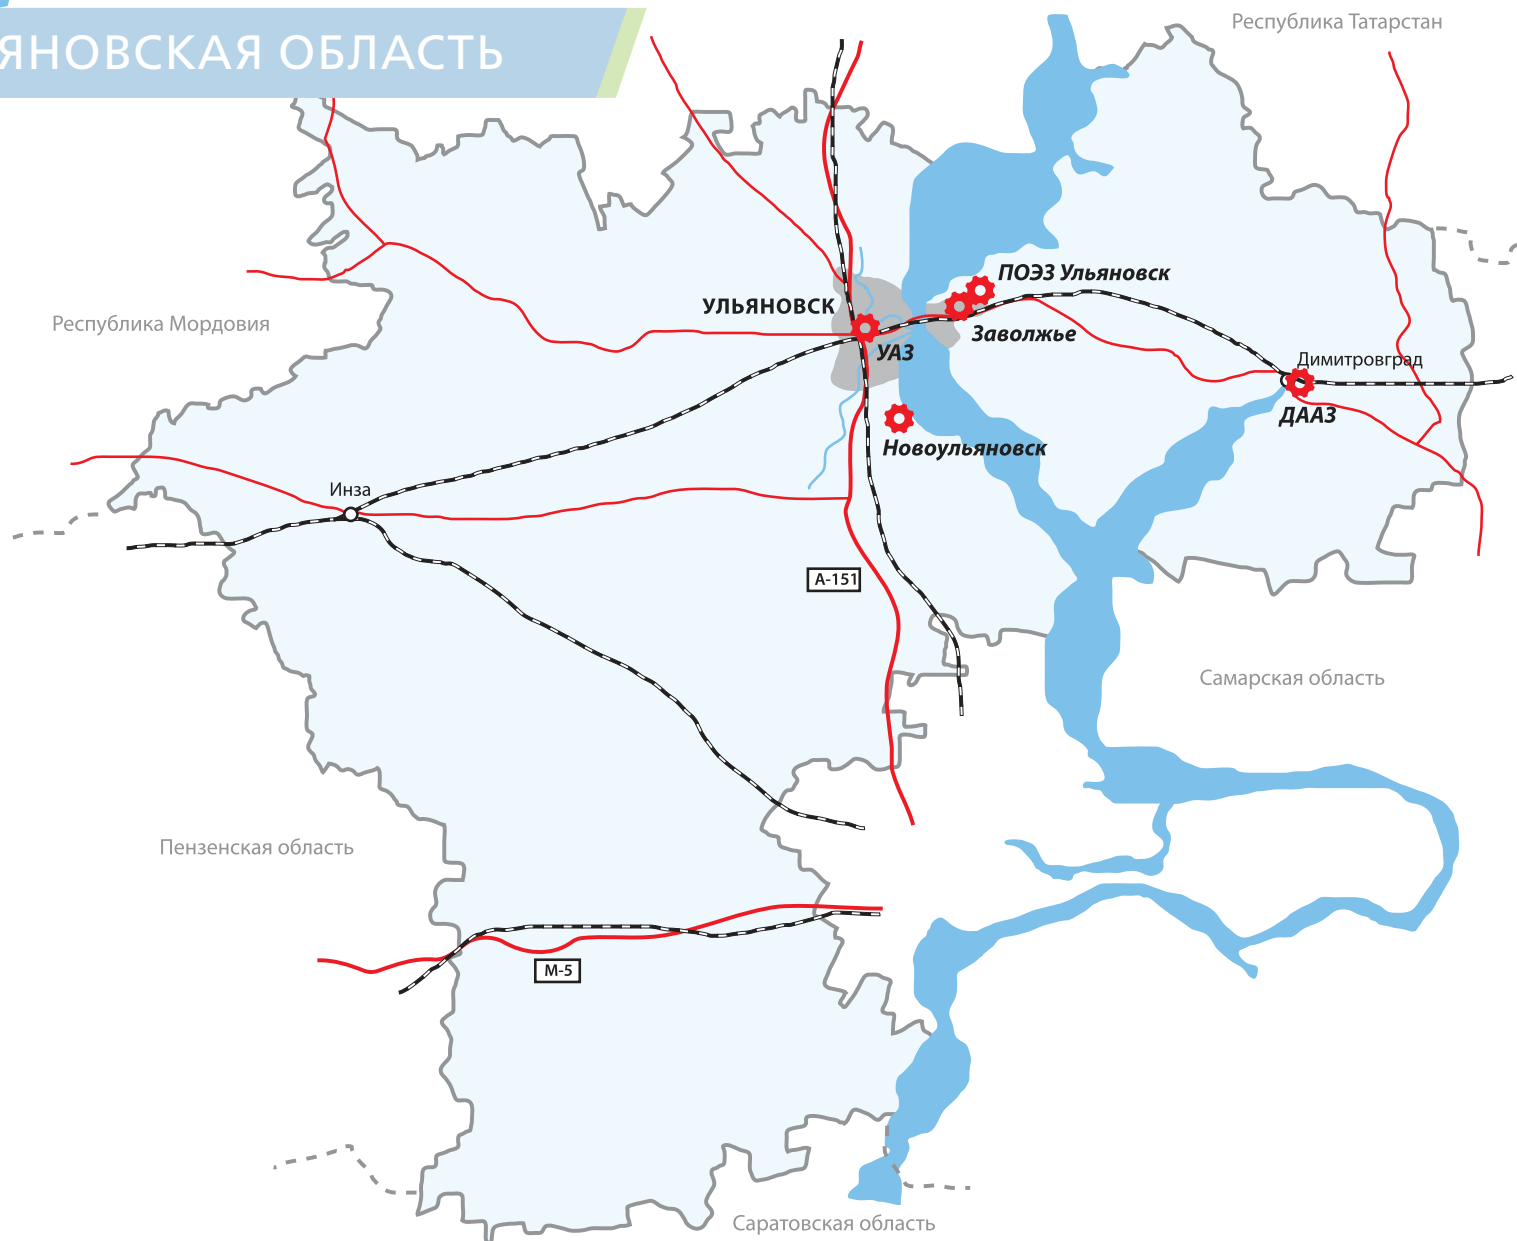 Республика Татарстан
ЯНОВСКАЯ ОБЛАСТЬ
ПОЭЗ Ульяновск
УЛЬЯНОВСК
Республика Мордовия
Заволжье
УАЗ
Димитровград
ДААЗ
Новоульяновск
Инза
А-151
Самарская область
Пензенская область
М-5
Саратовская область